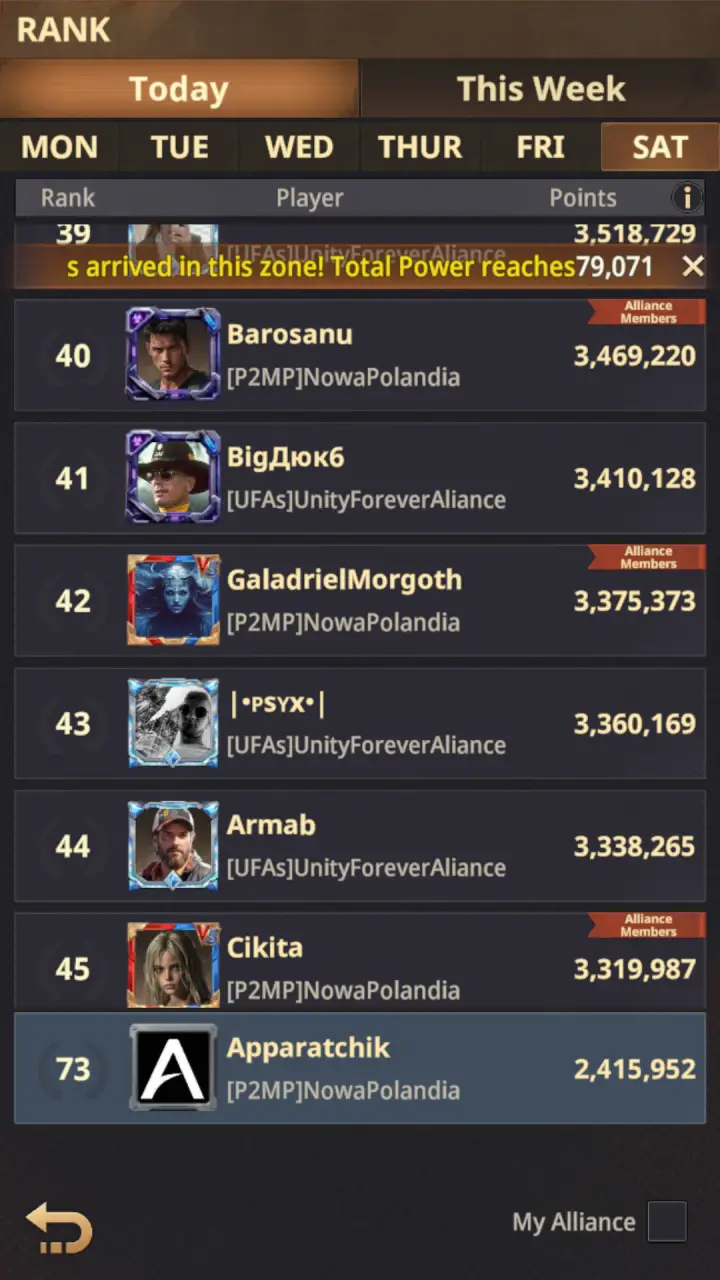 RANK
Today
This Week
MON TUE WED THUR FRI SAT
Rank Player Points i
39 [UFAs]UnityForeverAliance 3,518,729
s arrived in this zone! Total Power reaches79,071
Alliance Members
40 Barosanu 3,469,220
[P2MP]NowaPolandia
41 BigДюк6 3,410,128
[UFAs]UnityForeverAliance
Alliance Members
42 GaladrielMorgoth 3,375,373
[P2MP]NowaPolandia
43 |•ᴘsʏx•| 3,360,169
[UFAs]UnityForeverAliance
44 Armab 3,338,265
[UFAs]UnityForeverAliance
Alliance Members
45 Cikita 3,319,987
[P2MP]NowaPolandia
73 Apparatchik 2,415,952
[P2MP]NowaPolandia
My Alliance